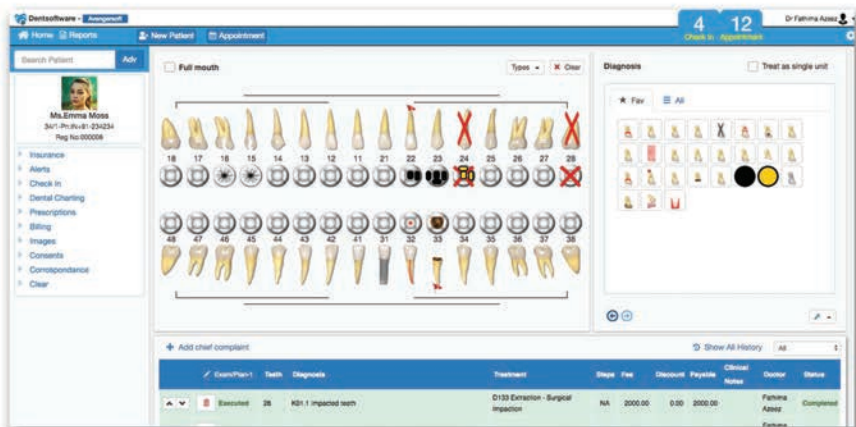 Dentsoftware - Avengersoft
Dr Fathima Azeez
4 12
Check In Appointment
Home Reports New Patient Appointment
Search Patient Adv
Ms.Emma Moss
Reg No:000006
Insurance
Alerts
Check In
Dental Charting
Prescriptions
Billing
Images
Consents
Corrospondance
Clear
Full mouth Types Clear
18 17 16 15 14 13 12 11 21 22 23 24 25 26 27 28
48 47 46 45 44 43 42 41 31 32 33 34 35 36 37 38
Diagnosis Treat as single unit
Fav All
Add chief complaint Show All History All
Exam/Plan-1 Teeth Diagnosis Treatment Steps Fee Discount Payable Clinical Notes Doctor Status
Executed 28 K01.1 Impacted teeth D133 Extraction - Surgical Impaction NA 2000.00 0.00 2000.00 Fathima Azeez Completed
Fathima